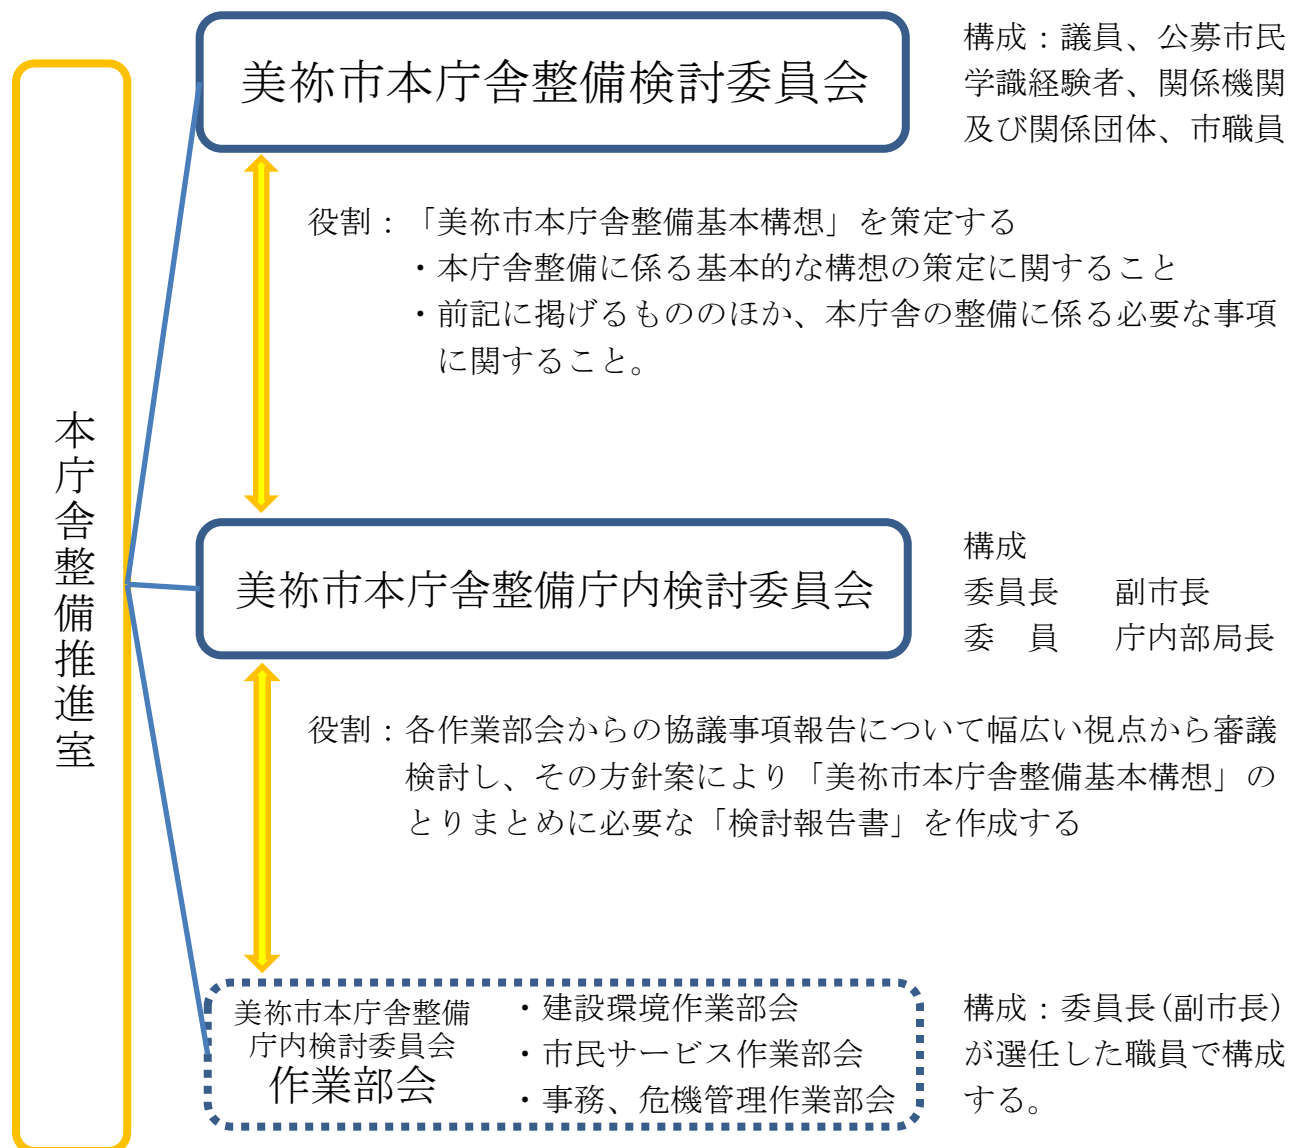 本庁舎整備推進室
美祢市本庁舎整備検討委員会
構成：議員、公募市民
学識経験者、関係機関
及び関係団体、市職員
役割：「美祢市本庁舎整備基本構想」を策定する
・本庁舎整備に係る基本的な構想の策定に関すること
・前記に掲げるもののほか、本庁舎の整備に係る必要な事項
に関すること。
美祢市本庁舎整備庁内検討委員会
構成
委員長　副市長
委　員　庁内部局長
役割：各作業部会からの協議事項報告について幅広い視点から審議
検討し、その方針案により「美祢市本庁舎整備基本構想」の
とりまとめに必要な「検討報告書」を作成する
美祢市本庁舎整備
庁内検討委員会
作業部会
・建設環境作業部会
・市民サービス作業部会
・事務、危機管理作業部会
構成：委員長(副市長)
が選任した職員で構成
する。